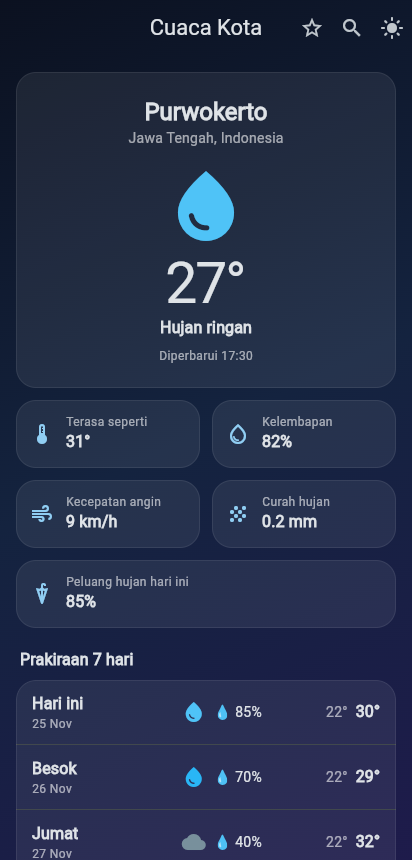 Cuaca Kota
Purwokerto
Jawa Tengah, Indonesia
27°
Hujan ringan
Diperbarui 17:30
Terasa seperti
31°
Kelembapan
82%
Kecepatan angin
9 km/h
Curah hujan
0.2 mm
Peluang hujan hari ini
85%
Prakiraan 7 hari
Hari ini
25 Nov
85%
22° 30°
Besok
26 Nov
70%
22° 29°
Jumat
27 Nov
40%
22° 32°